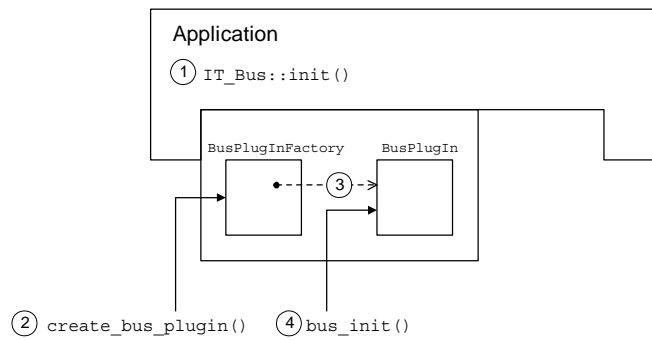 Application
1 IT_Bus::init()
BusPlugInFactory BusPlugIn
3
2 create_bus_plugin() 4 bus_init()